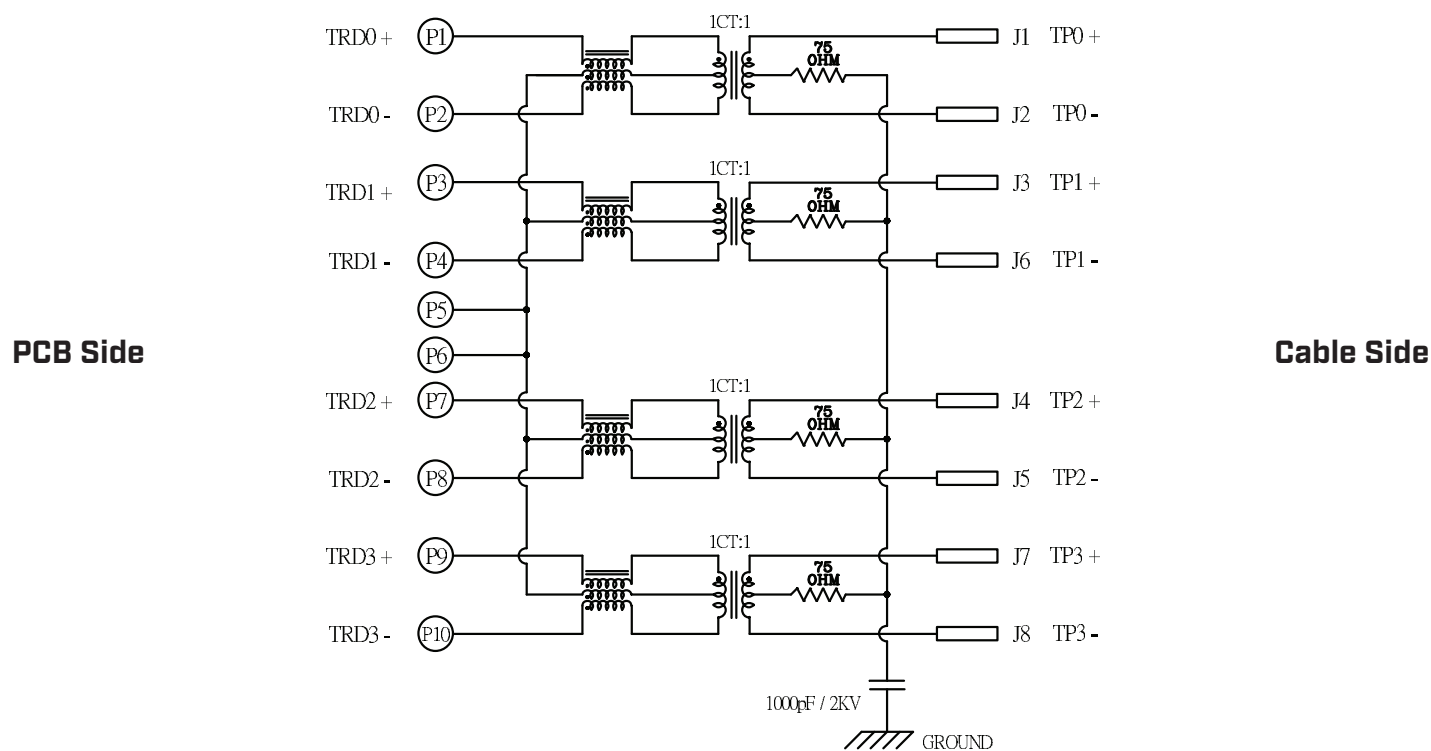 1CT:1
TRD0 + P1 75 OHM J1 TP0 +
TRD0 - P2 J2 TP0 -
1CT:1
TRD1 + P3 75 OHM J3 TP1 +
TRD1 - P4 J6 TP1 -
P5
PCB Side P6 Cable Side
1CT:1
TRD2 + P7 75 OHM J4 TP2 +
TRD2 - P8 J5 TP2 -
1CT:1
TRD3 + P9 75 OHM J7 TP3 +
TRD3 - P10 J8 TP3 -
1000pF / 2KV
GROUND